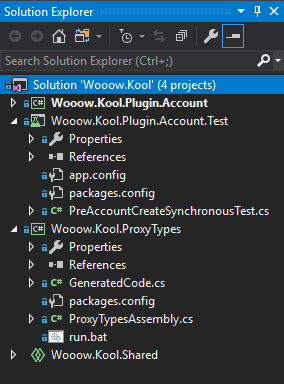 Solution Explorer
Search Solution Explorer (Ctrl+;)
Solution 'Wooow.Kool' (4 projects)
C# Wooow.Kool.Plugin.Account
Wooow.Kool.Plugin.Account.Test
Properties
References
app.config
packages.config
C# PreAccountCreateSynchronousTest.cs
C# Wooow.Kool.ProxyTypes
Properties
References
C# GeneratedCode.cs
packages.config
C# ProxyTypesAssembly.cs
run.bat
Wooow.Kool.Shared